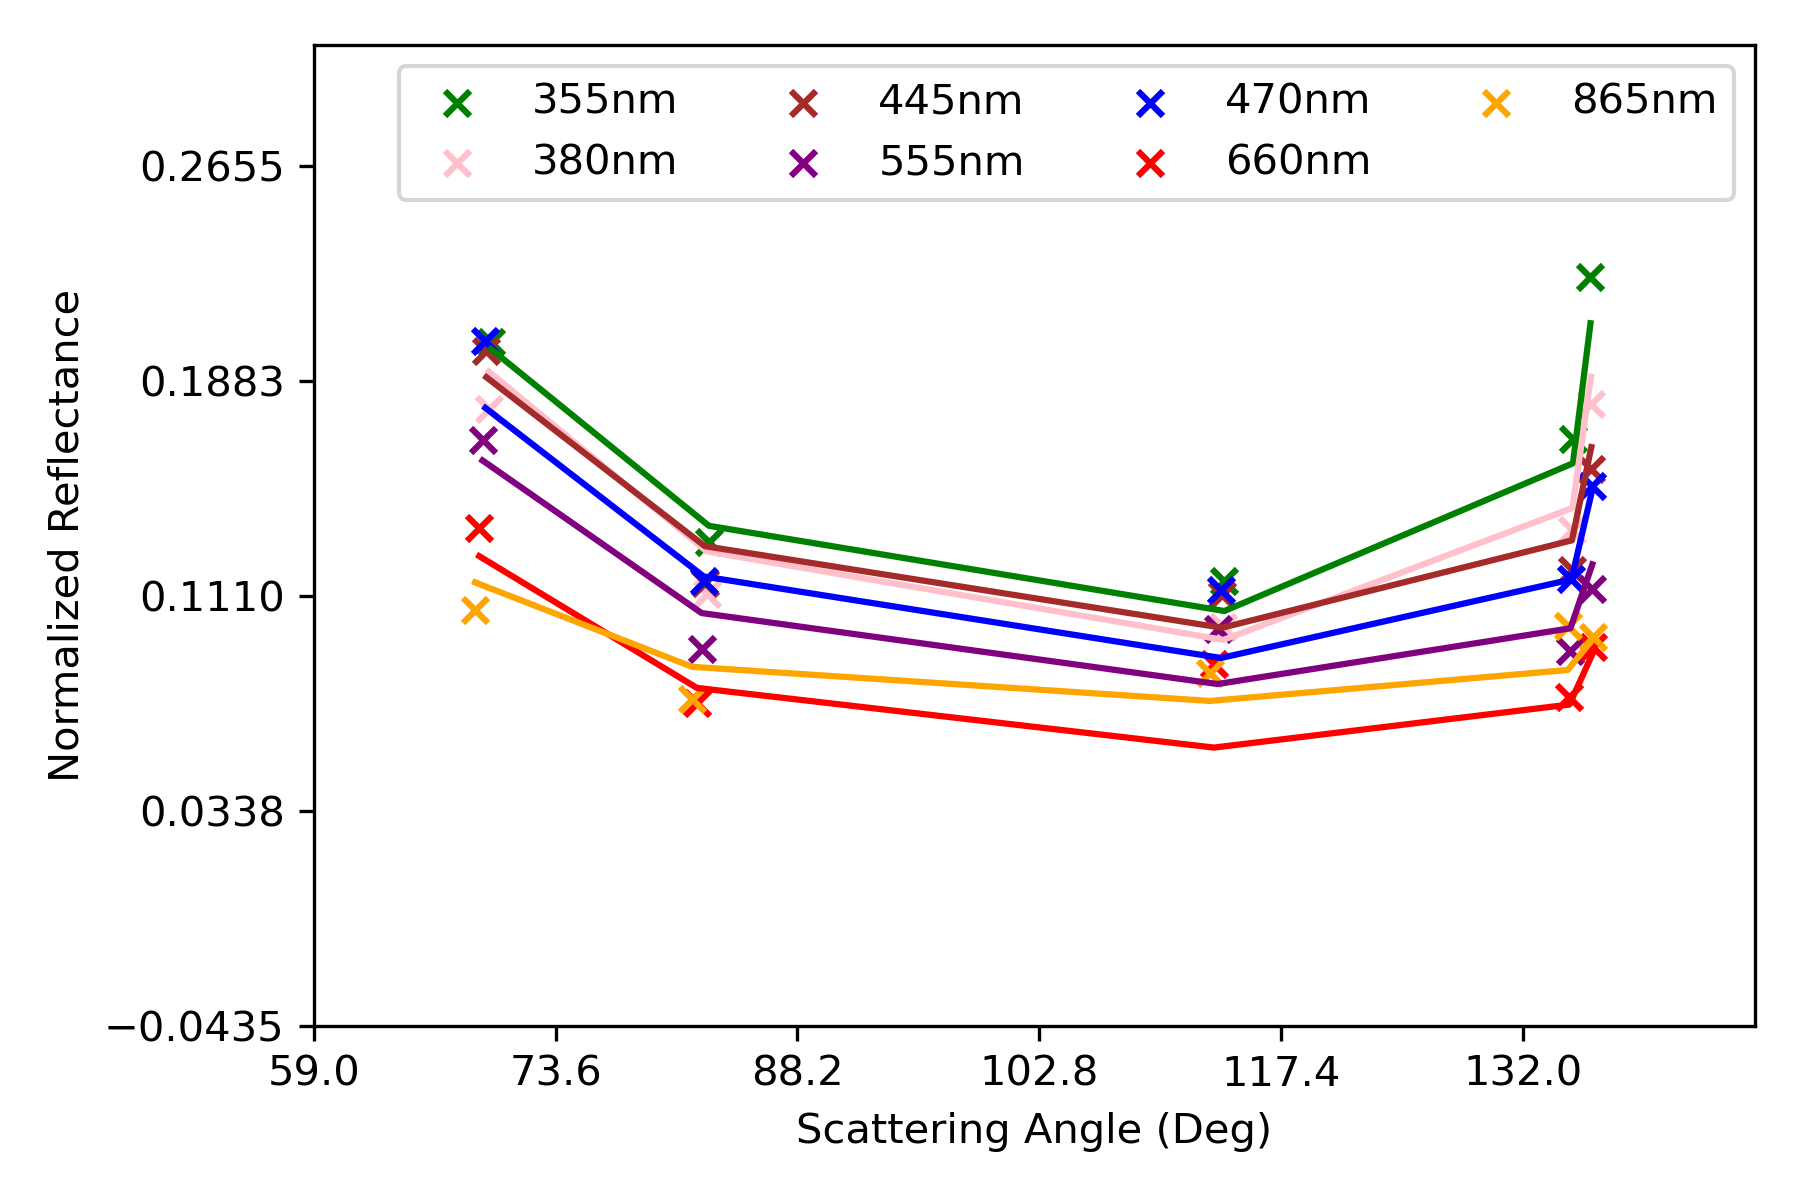 355nm 445nm 470nm 865nm
380nm 555nm 660nm
0.2655
0.1883
0.1110
0.0338
−0.0435
Normalized Reflectance
59.0 73.6 88.2 102.8 117.4 132.0
Scattering Angle (Deg)